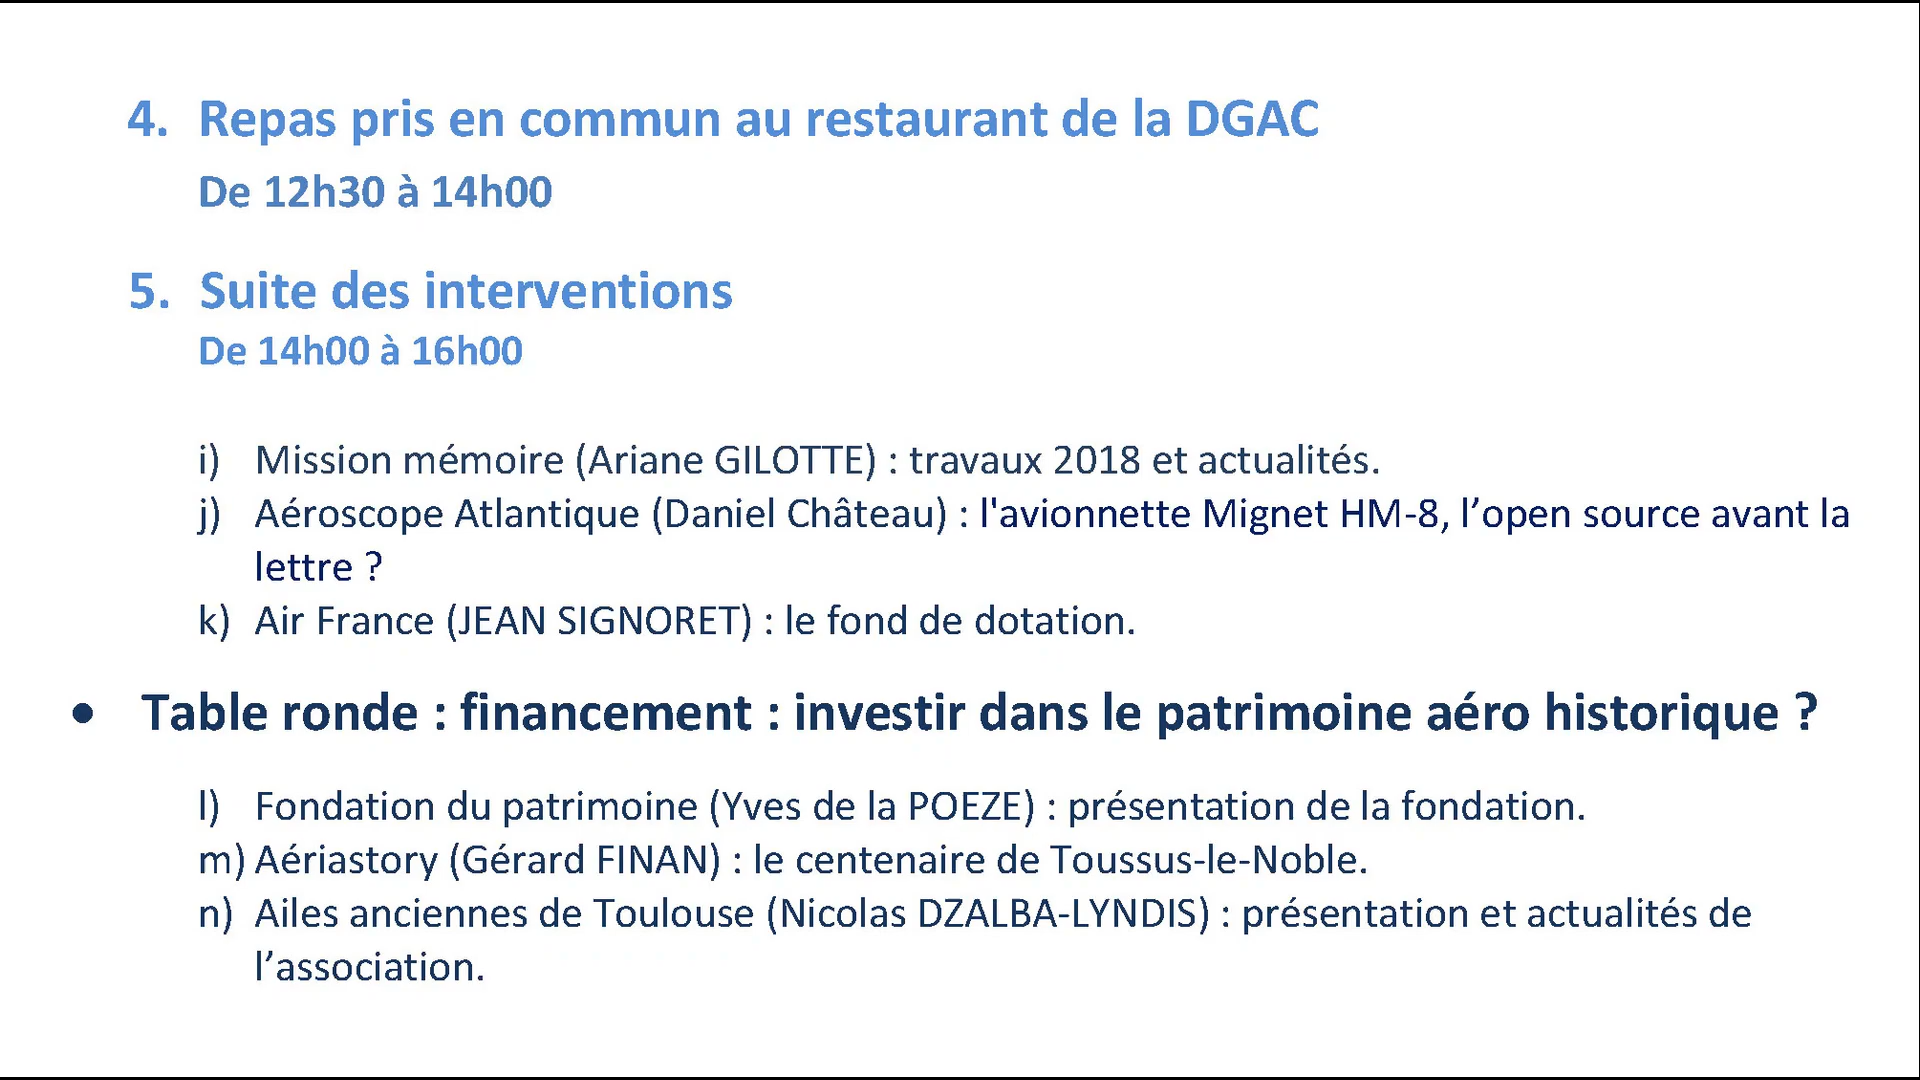 4. Repas pris en commun au restaurant de la DGAC
De 12h30 à 14h00
5. Suite des interventions
De 14h00 à 16h00
i) Mission mémoire (Ariane GILOTTE) : travaux 2018 et actualités.
j) Aéroscope Atlantique (Daniel Château) : l'avionnette Mignet HM-8, l’open source avant la
lettre ?
k) Air France (JEAN SIGNORET) : le fond de dotation.
• Table ronde : financement : investir dans le patrimoine aéro historique ?
l) Fondation du patrimoine (Yves de la POEZE) : présentation de la fondation.
m) Aériastory (Gérard FINAN) : le centenaire de Toussus-le-Noble.
n) Ailes anciennes de Toulouse (Nicolas DZALBA-LYNDIS) : présentation et actualités de
l’association.